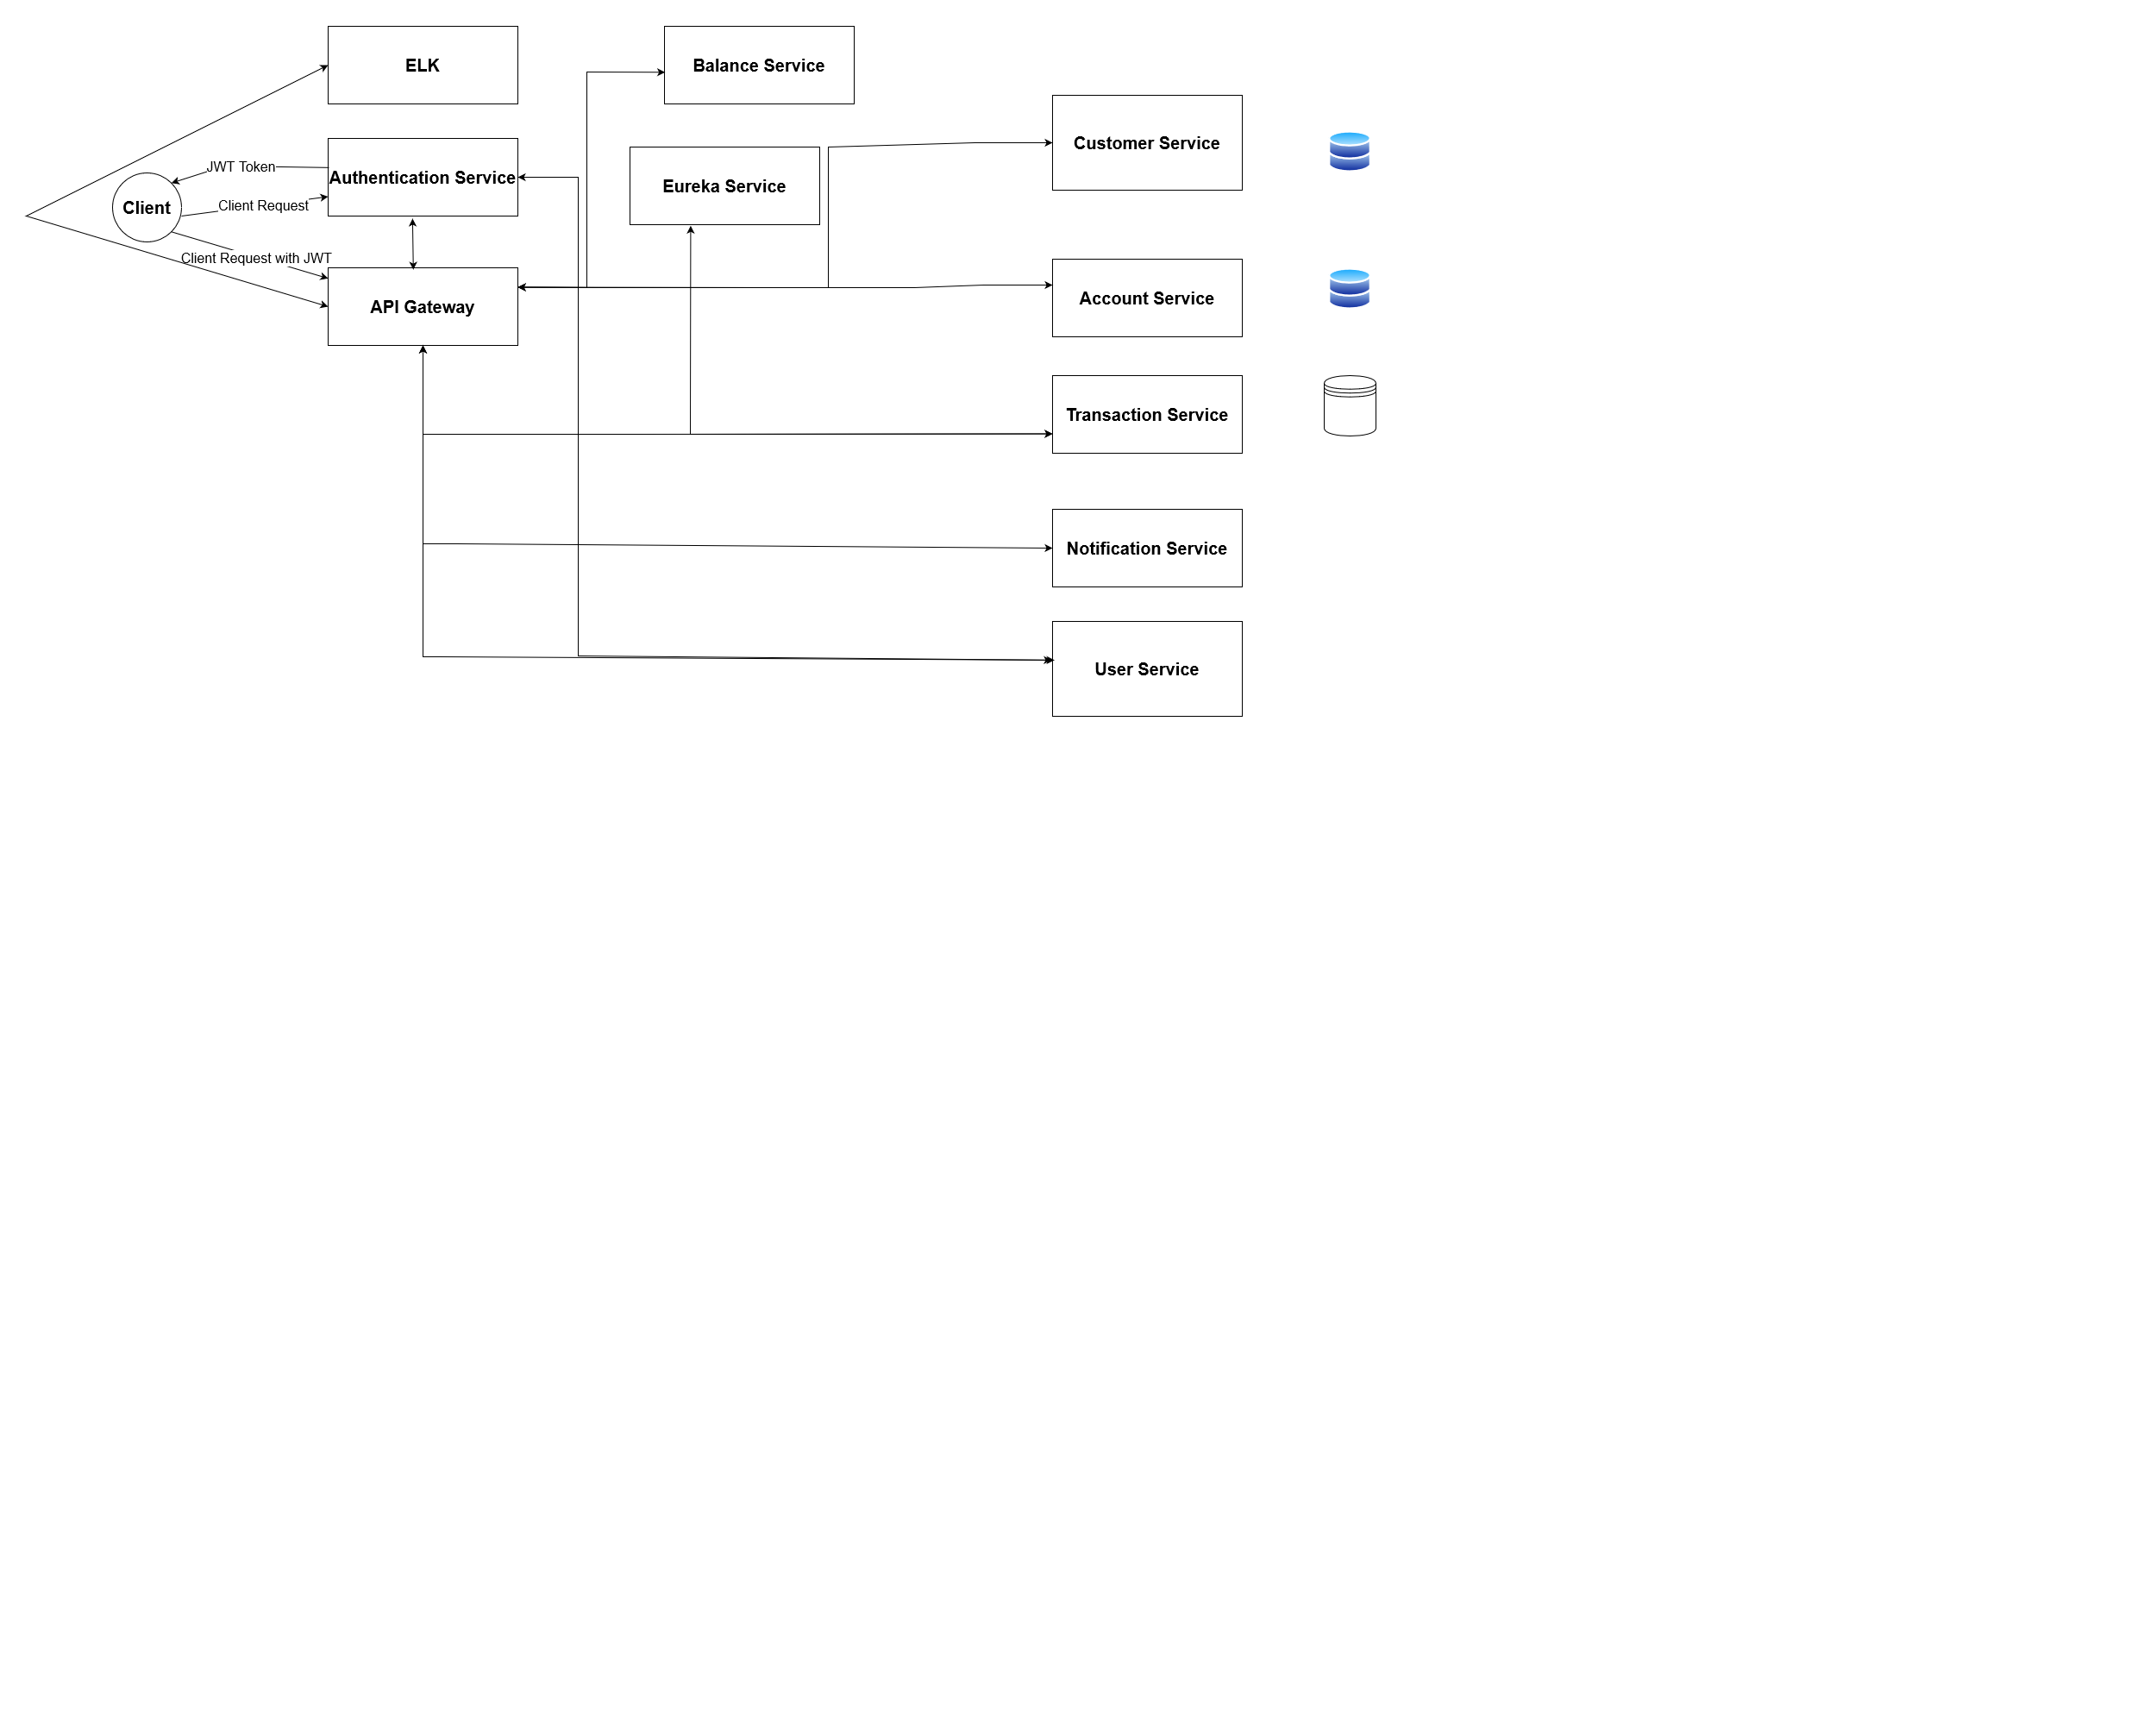 ELK
Balance Service
Customer Service
JWT Token
Authentication Service
Eureka Service
Client
Client Request
Client Request with JWT
API Gateway
Account Service
Transaction Service
Notification Service
User Service